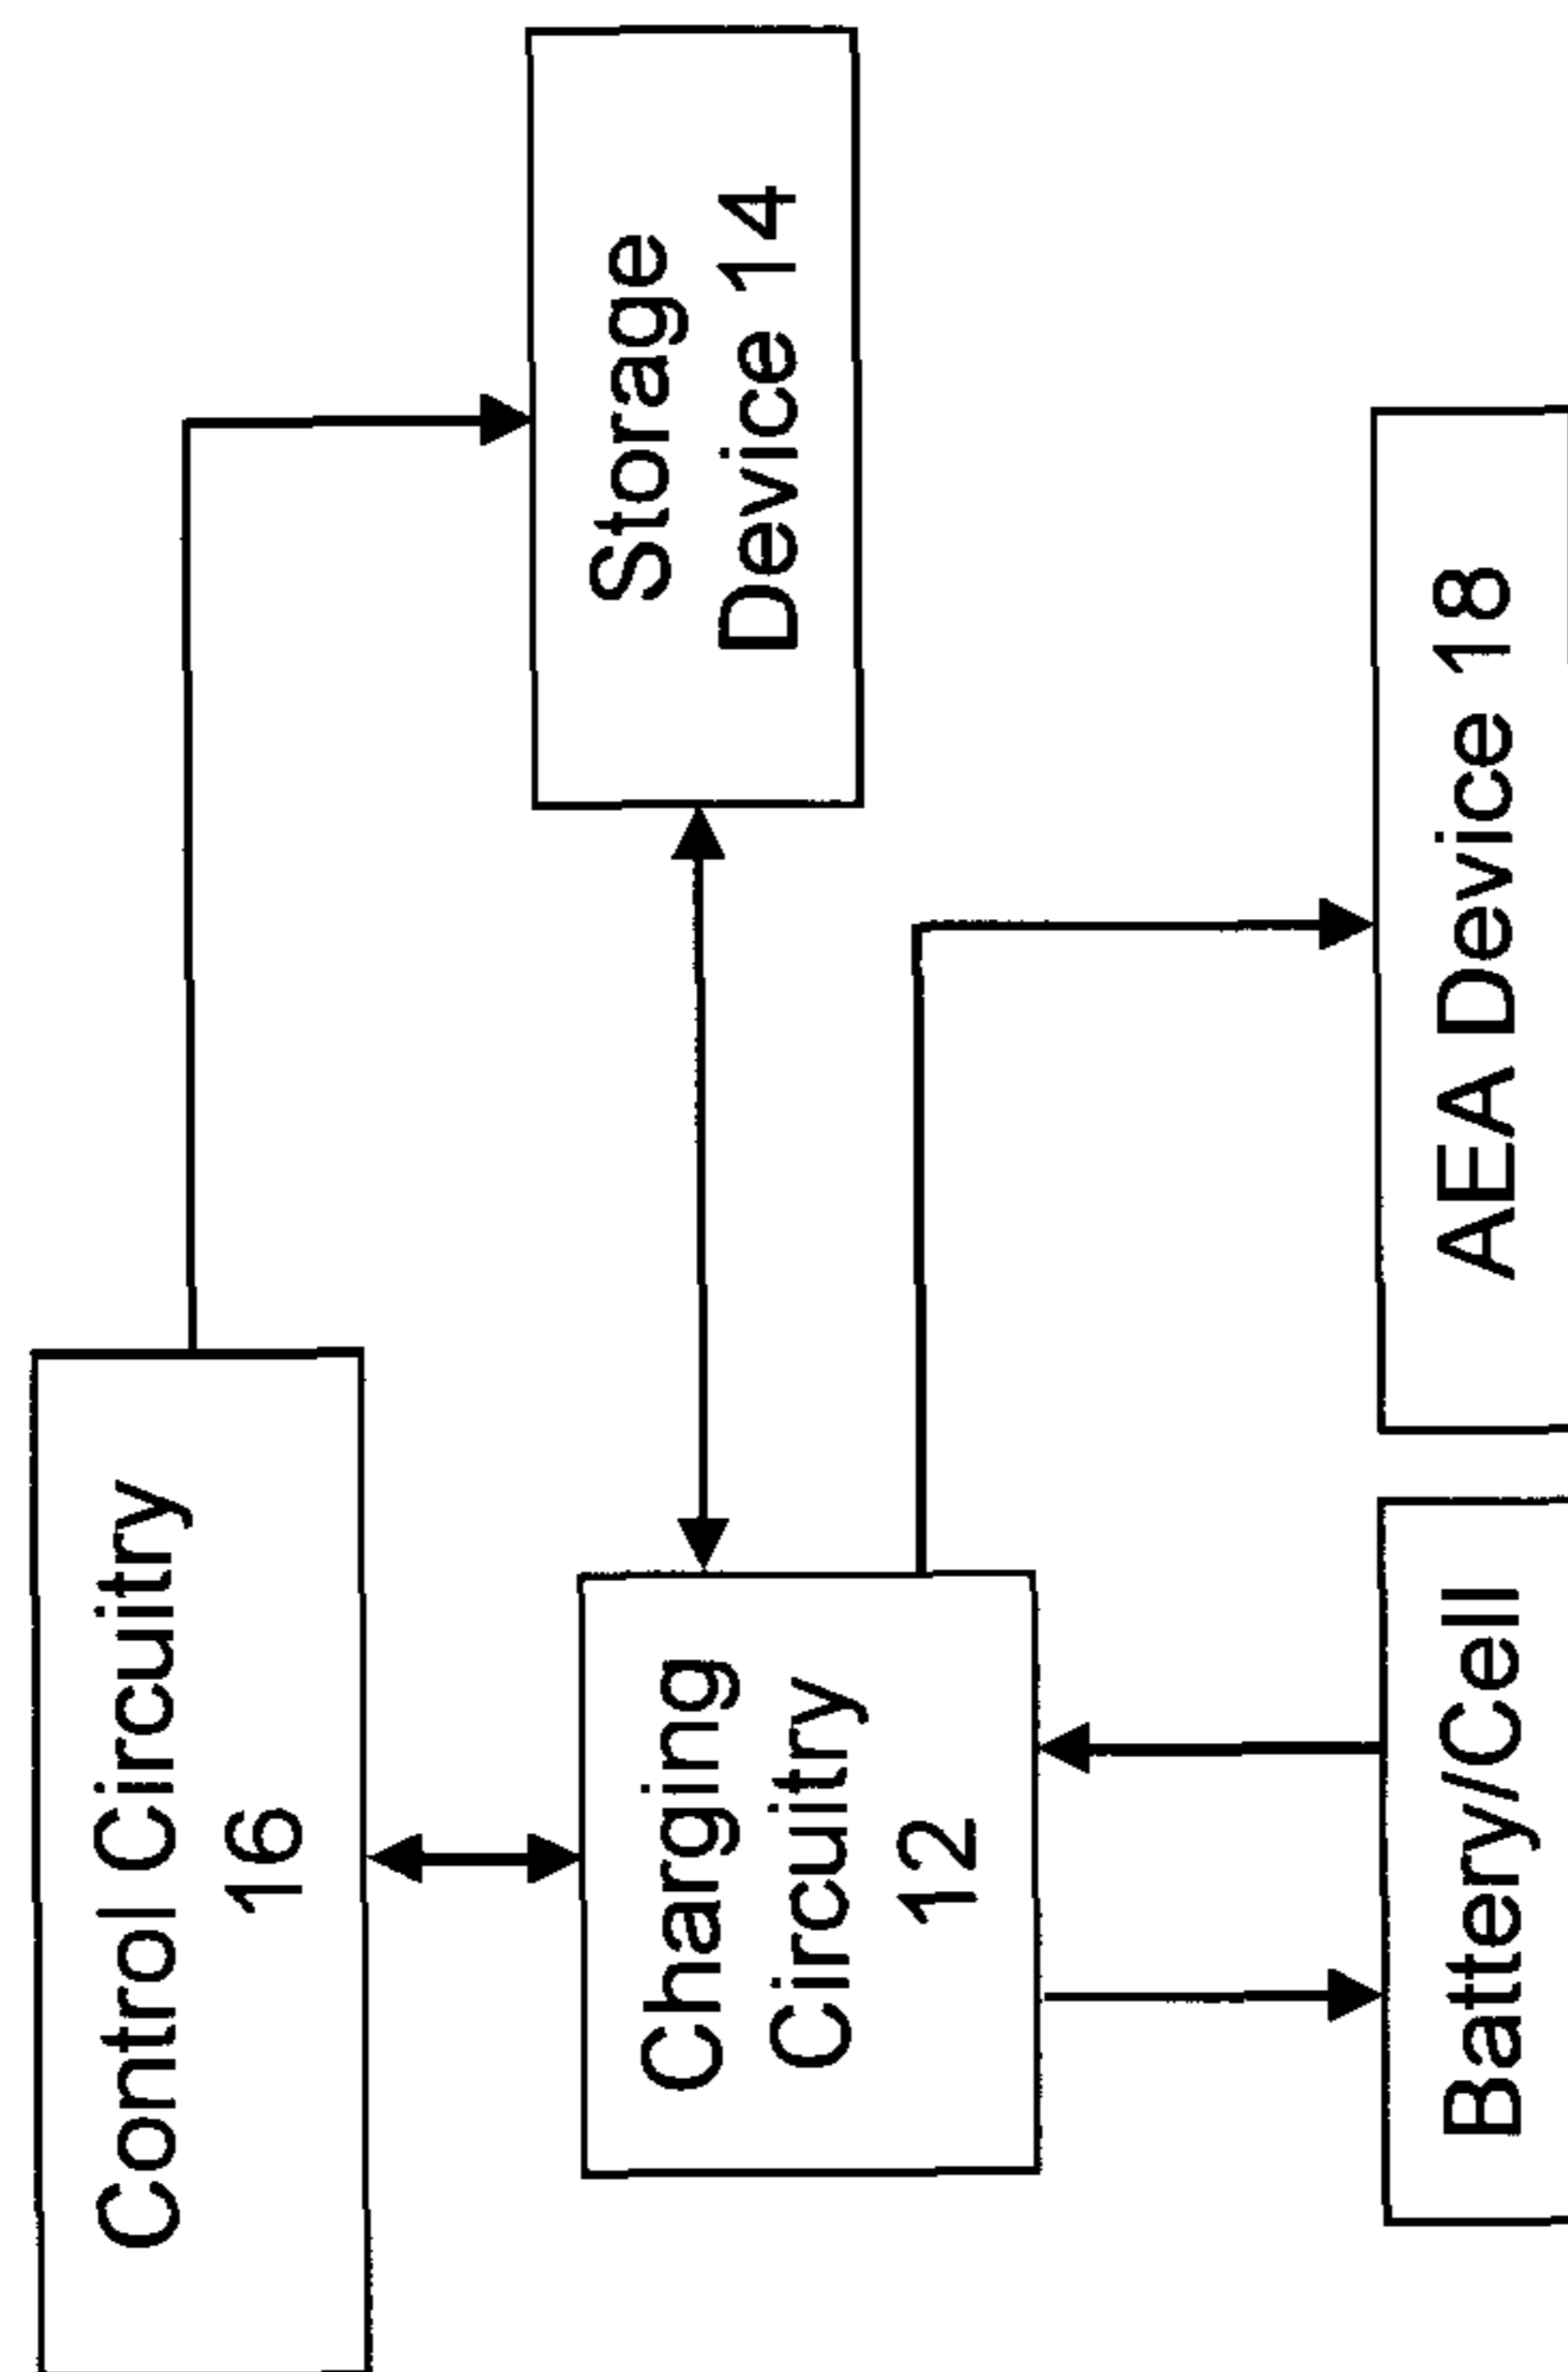 Control Circuitry
16
Storage
Device 14
Charging
Circuitry
12
AEA Device 18
Battery/Cell